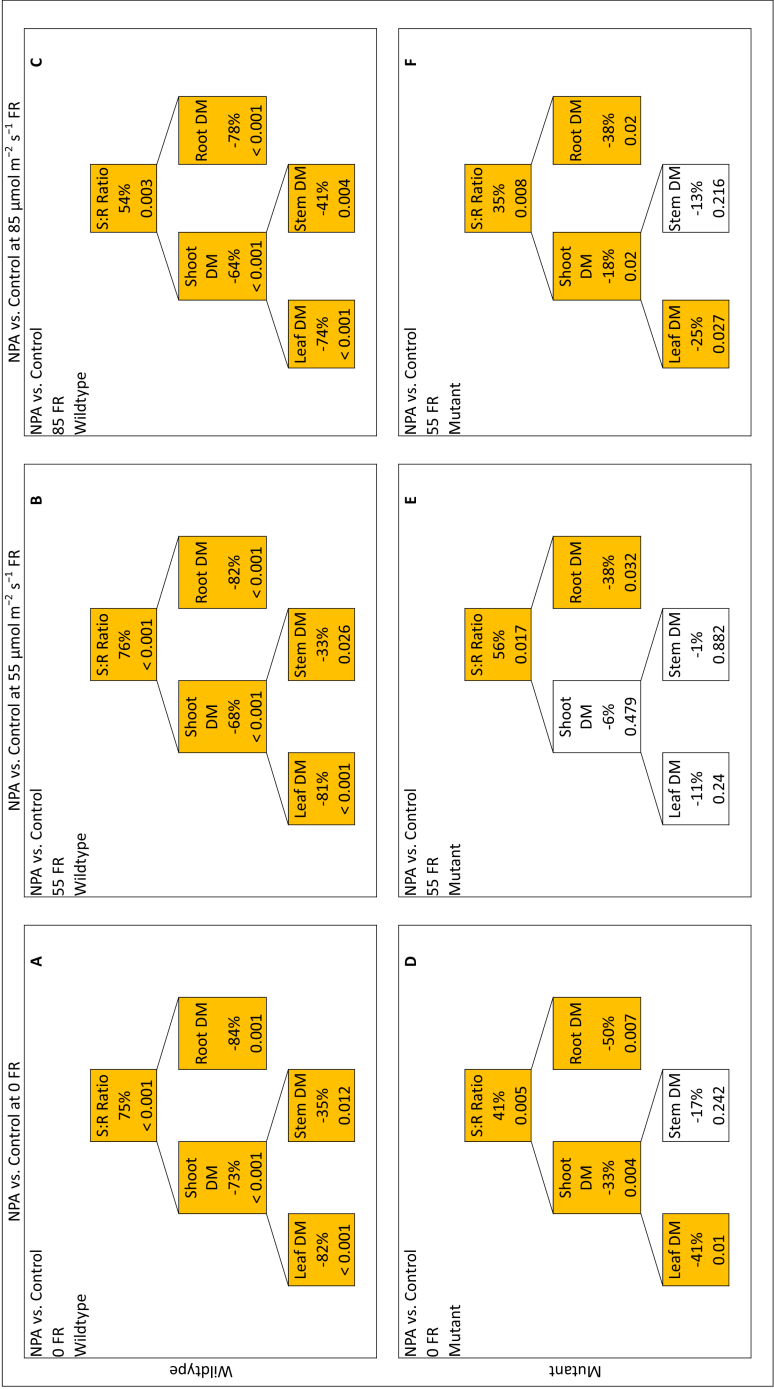 NPA vs. Control at 0 FR
NPA vs. Control at 55 µmol m⁻² s⁻¹ FR
NPA vs. Control at 85 µmol m⁻² s⁻¹ FR
Wildtype
NPA vs. Control
0 FR
Wildtype
A
S:R Ratio
75%
< 0.001
Shoot
DM
-73%
< 0.001
Root DM
-84%
0.001
Leaf DM
-82%
< 0.001
Stem DM
-35%
0.012
NPA vs. Control
55 FR
Wildtype
B
S:R Ratio
76%
< 0.001
Shoot
DM
-68%
< 0.001
Root DM
-82%
< 0.001
Leaf DM
-81%
< 0.001
Stem DM
-33%
0.026
NPA vs. Control
85 FR
Wildtype
C
S:R Ratio
54%
0.003
Shoot
DM
-64%
< 0.001
Root DM
-78%
< 0.001
Leaf DM
-74%
< 0.001
Stem DM
-41%
0.004
Mutant
NPA vs. Control
0 FR
Mutant
D
S:R Ratio
41%
0.005
Shoot
DM
-33%
0.004
Root DM
-50%
0.007
Leaf DM
-41%
0.01
Stem DM
-17%
0.242
NPA vs. Control
55 FR
Mutant
E
S:R Ratio
56%
0.017
Shoot
DM
-6%
0.479
Root DM
-38%
0.032
Leaf DM
-11%
0.24
Stem DM
-1%
0.882
NPA vs. Control
55 FR
Mutant
F
S:R Ratio
35%
0.008
Shoot
DM
-18%
0.02
Root DM
-38%
0.02
Leaf DM
-25%
0.027
Stem DM
-13%
0.216